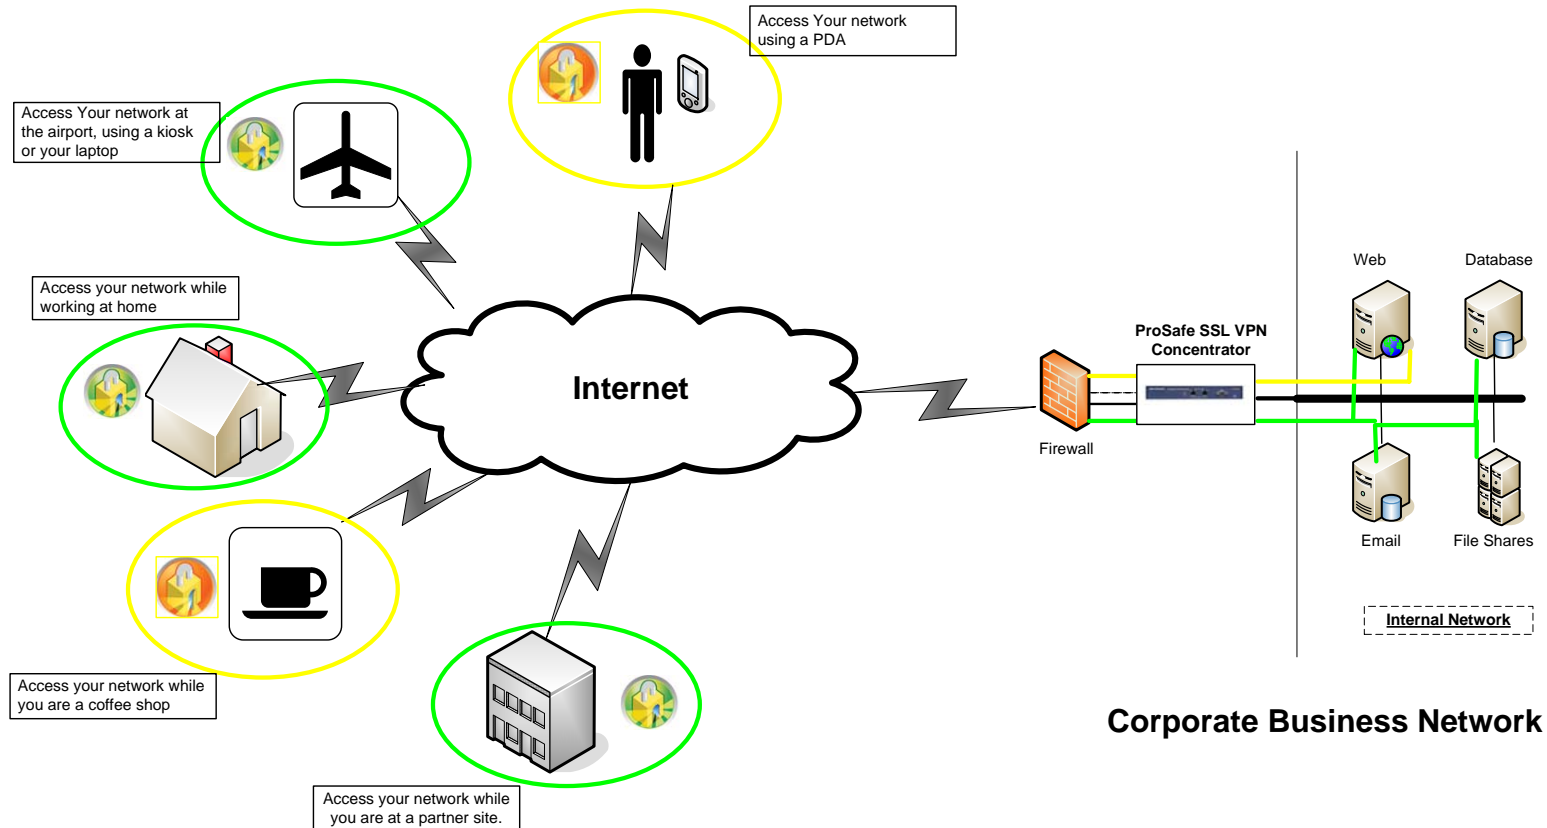 Access Your network
using a PDA
Access Your network at
the airport, using a kiosk
or your laptop
Access your network while
working at home
Internet
Web
Database
ProSafe SSL VPN
Concentrator
Firewall
Email
File Shares
Internal Network
Access your network while
you are a coffee shop
Corporate Business Network
Access your network while
you are at a partner site.